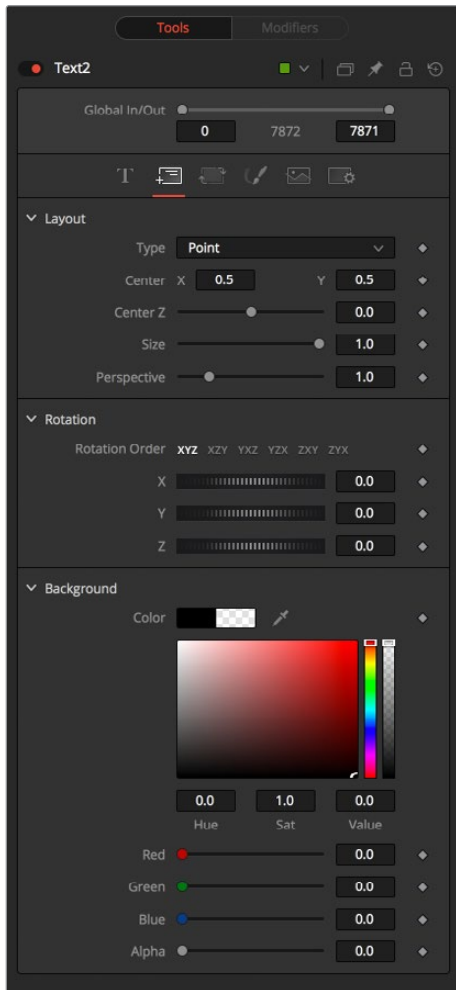 Tools Modifiers
Text2
Global In/Out
0 7872 7871
T
Layout
Type Point
Center X 0.5 Y 0.5
Center Z 0.0
Size 1.0
Perspective 1.0
Rotation
Rotation Order XYZ XZY YXZ YZX ZXY ZYX
X 0.0
Y 0.0
Z 0.0
Background
Color
0.0 1.0 0.0
Hue Sat Value
Red 0.0
Green 0.0
Blue 0.0
Alpha 0.0